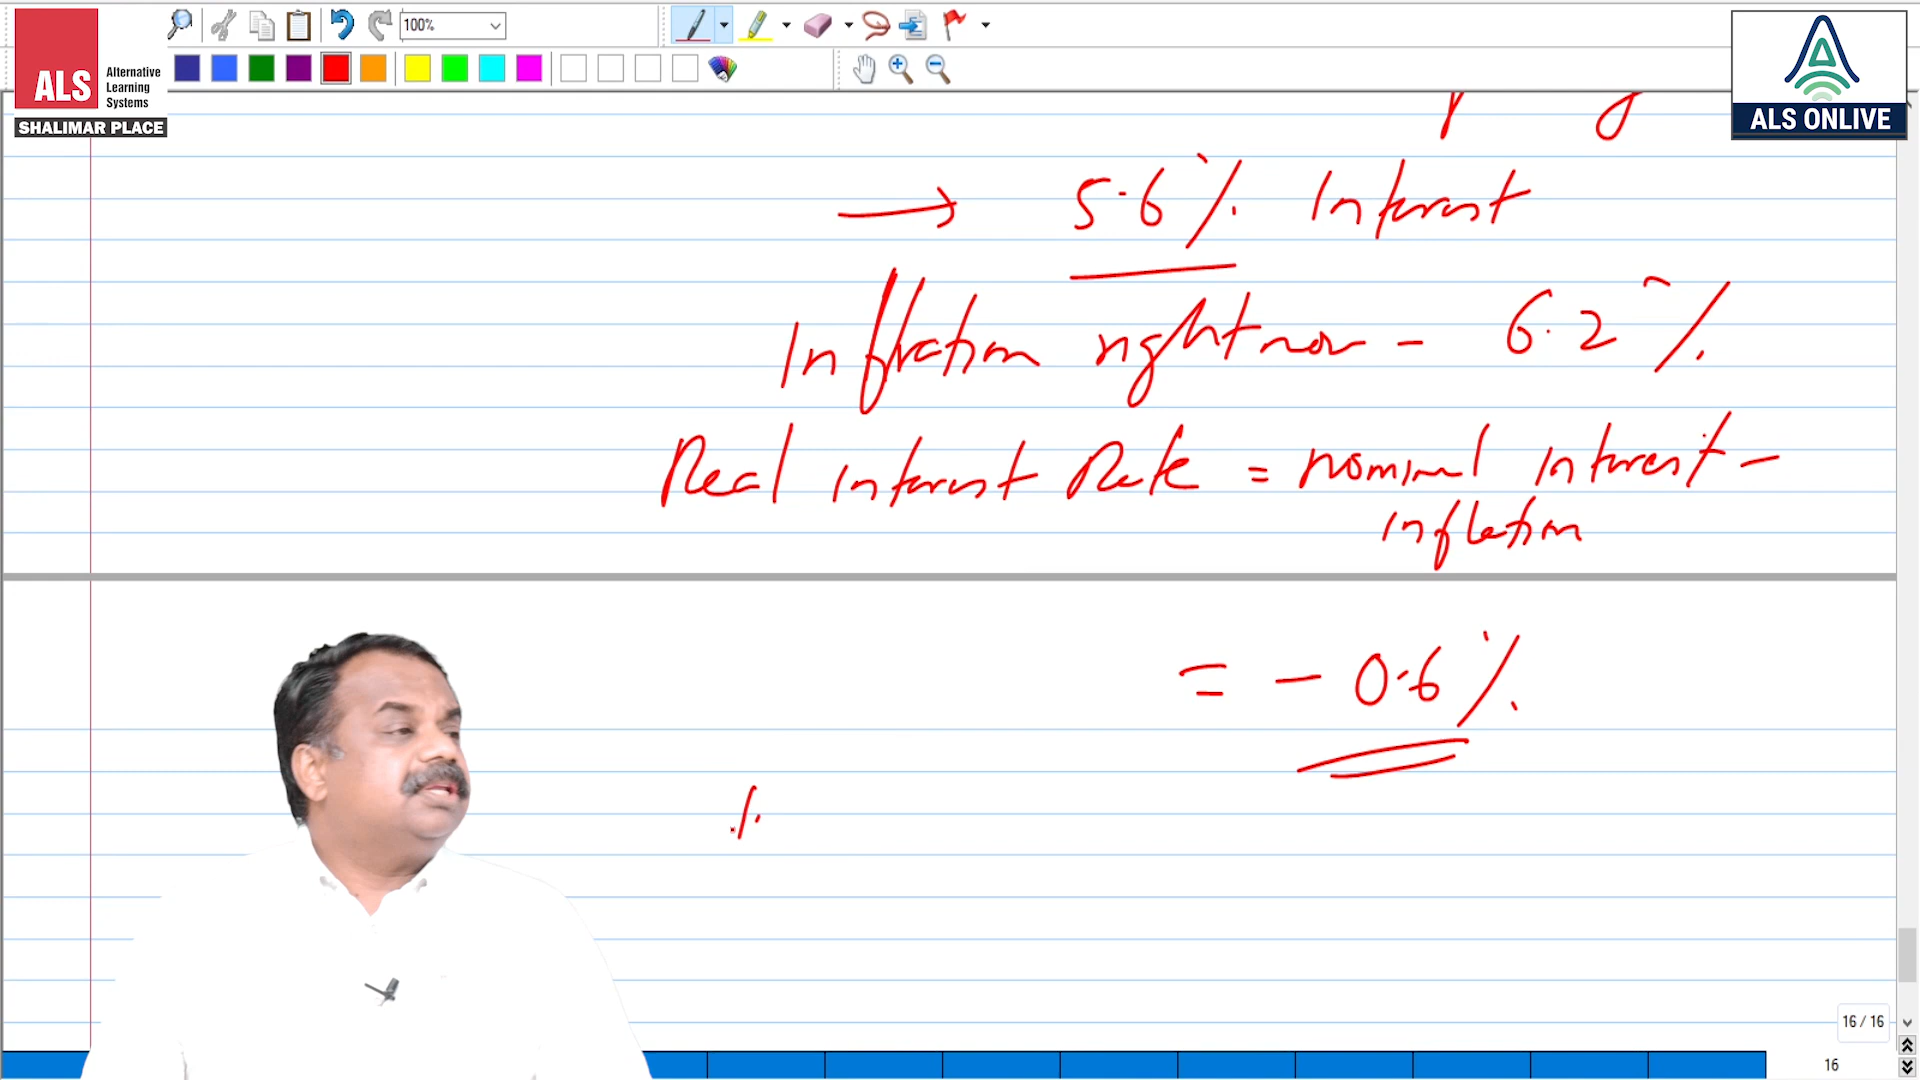 100%
ALS
Alternative
Learning
Systems
SHALIMAR PLACE
ALS ONLIVE
→ 5.6% Interest
Inflation right now - 6.2%
Real interest Rate = nominal interest -
inflation
= - 0.6%
16 / 16
16